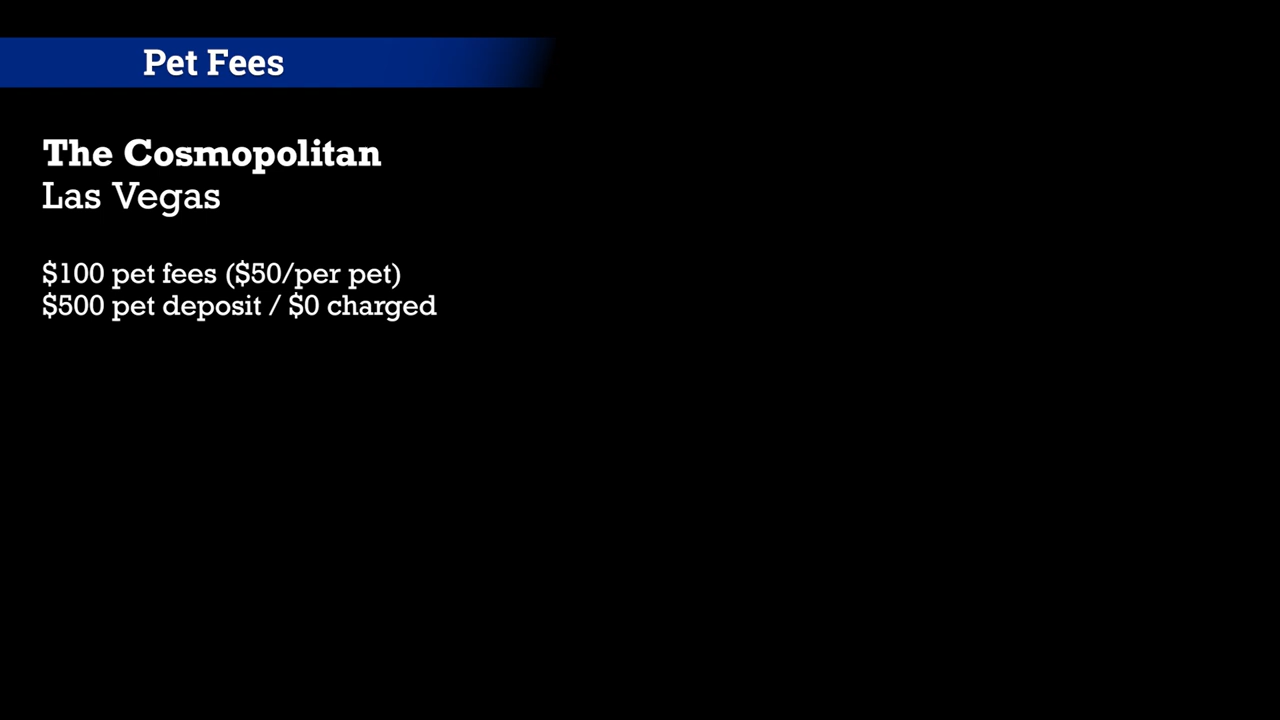 Pet Fees
The Cosmopolitan
Las Vegas
$100 pet fees ($50/per pet)
$500 pet deposit / $0 charged